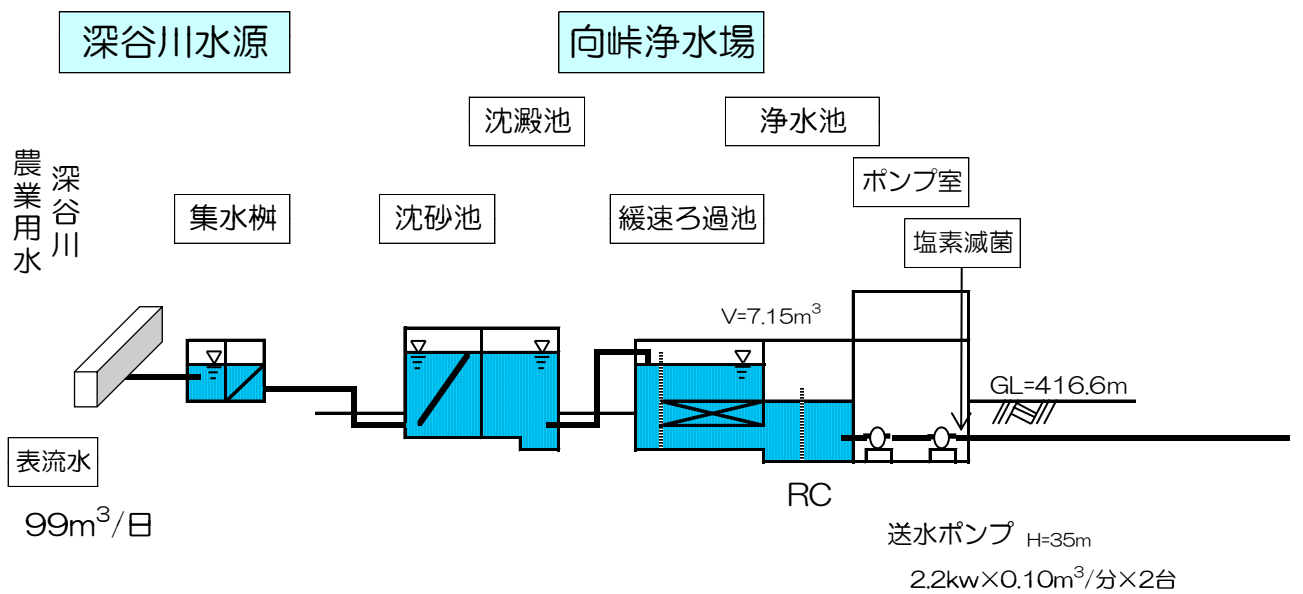 深谷川水源
向峠浄水場
沈澱池
浄水池
深谷川
農業用水
ポンプ室
集水桝
沈砂池
緩速ろ過池
塩素滅菌
V=7.15m³
GL=416.6m
表流水
99m³/日
RC
送水ポンプ H=35m
2.2kw×0.10m³/分×2台